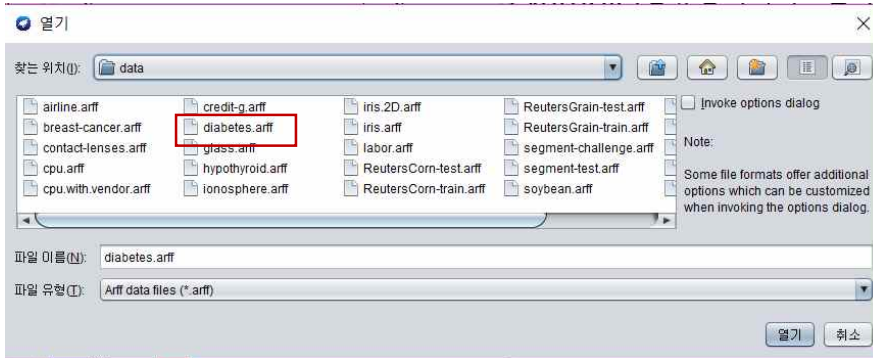 열기
찾는 위치(I): data
airline.arff
breast-cancer.arff
contact-lenses.arff
cpu.arff
cpu.with.vendor.arff
credit-g.arff
diabetes.arff
glass.arff
hypothyroid.arff
ionosphere.arff
iris.2D.arff
iris.arff
labor.arff
ReutersCorn-test.arff
ReutersCorn-train.arff
ReutersGrain-test.arff
ReutersGrain-train.arff
segment-challenge.arff
segment-test.arff
soybean.arff
Invoke options dialog
Note:
Some file formats offer additional
options which can be customized
when invoking the options dialog.
파일 이름(N): diabetes.arff
파일 유형(T): Arff data files (*.arff)
열기 취소